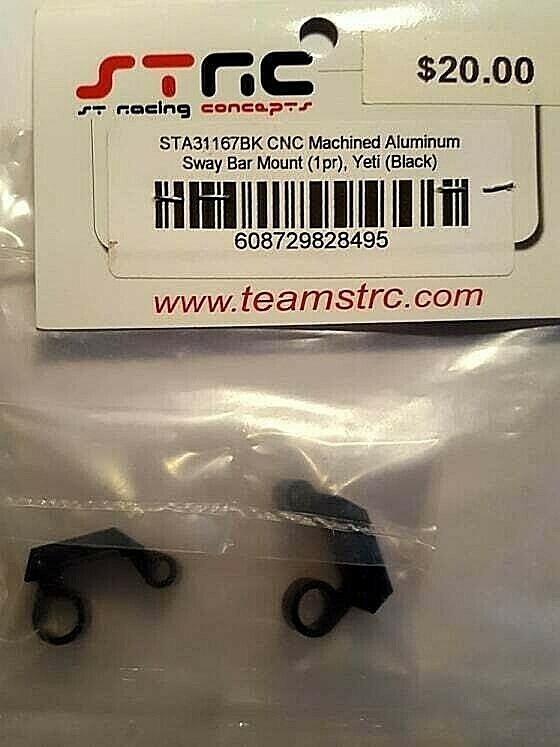 STRC
ST racing concepts
$20.00
STA31167BK CNC Machined Aluminum
Sway Bar Mount (1pr), Yeti (Black)
608729828495
www.teamstrc.com